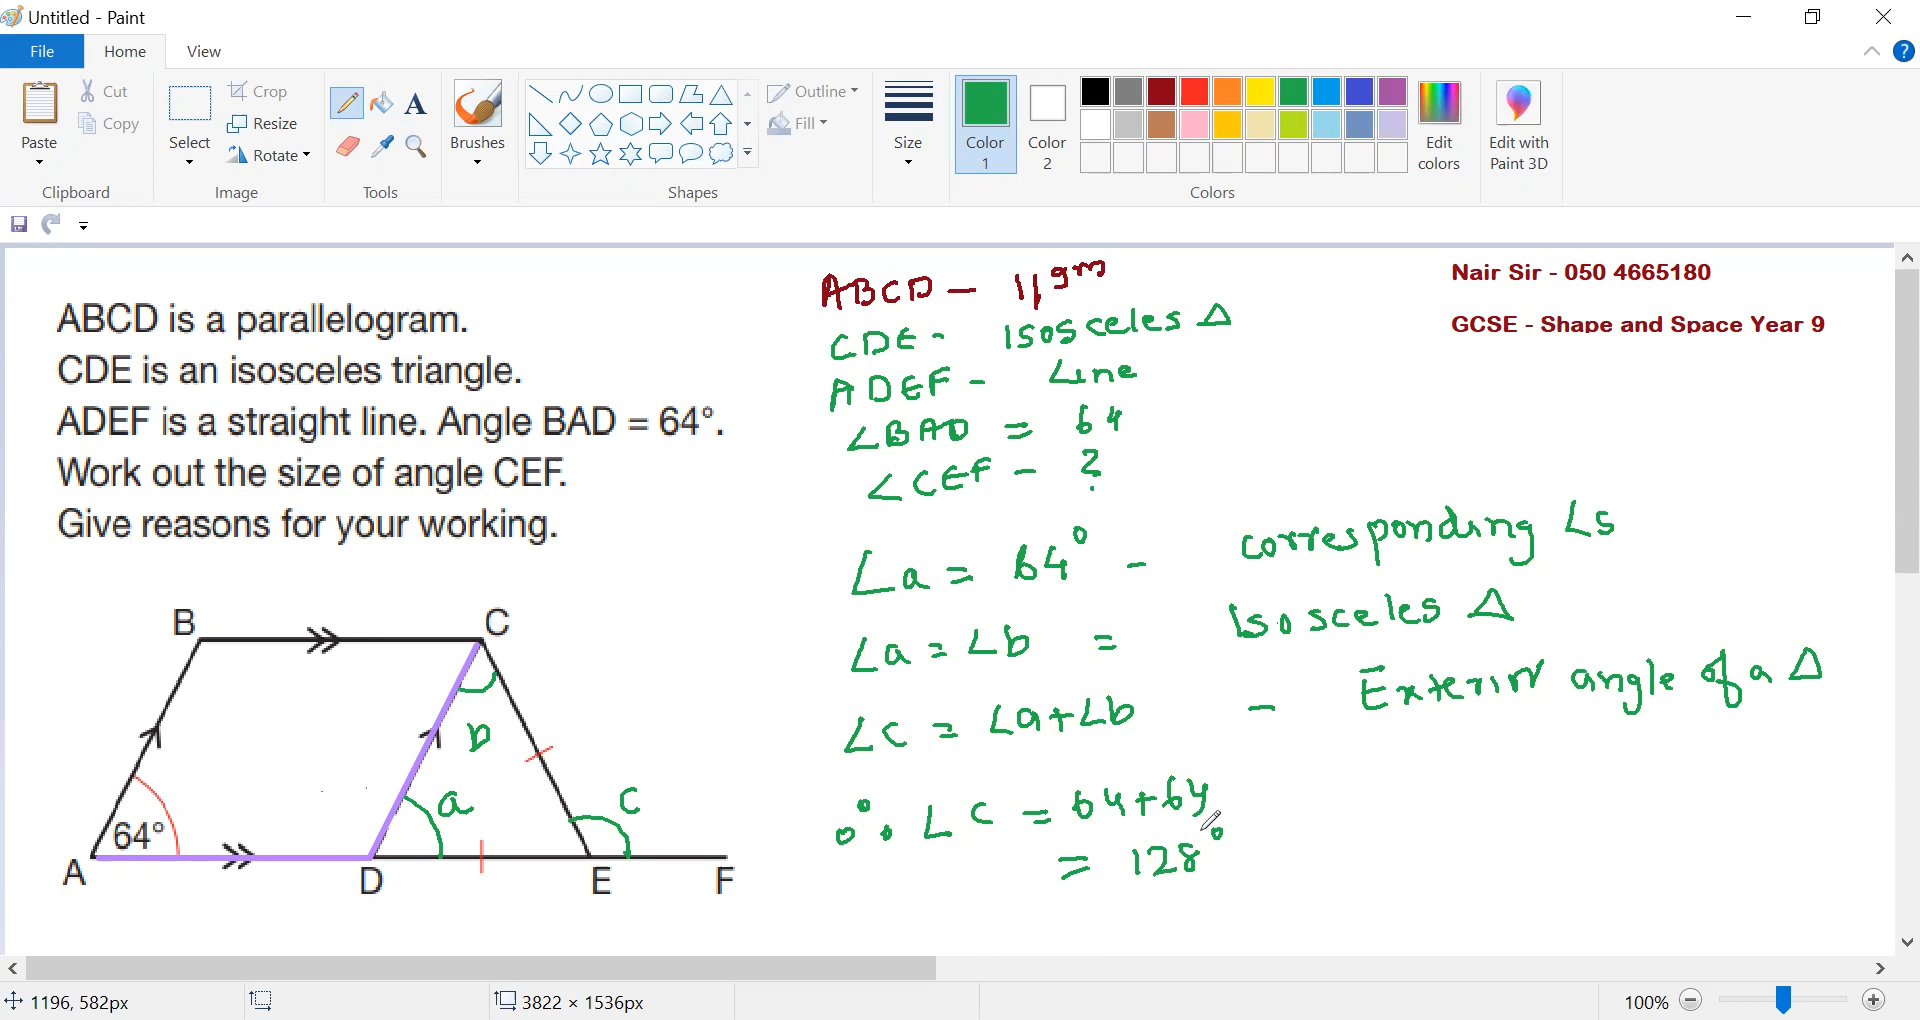 Untitled - Paint
File Home View ?
Paste
Cut
Copy
Clipboard
Select
Crop
Resize
Rotate
Image
A
Tools
Brushes
Outline
Fill
Shapes
Size
Color 1
Color 2
Edit colors
Colors
Edit with Paint 3D
ABCD is a parallelogram.
CDE is an isosceles triangle.
ADEF is a straight line. Angle BAD = 64°.
Work out the size of angle CEF.
Give reasons for your working.
B C
b
a c
64°
A D E F
ABCD - ||gm
CDE - Isosceles Δ
ADEF - Line
∠BAD = 64
∠CEF - ?
∠a = 64° - corresponding ∠s
∠a = ∠b = Isosceles Δ
∠c = ∠a+∠b - Exterior angle of a Δ
∴ ∠c = 64+64
= 128°
Nair Sir - 050 4665180
GCSE - Shape and Space Year 9
1196, 582px 3822 × 1536px 100%